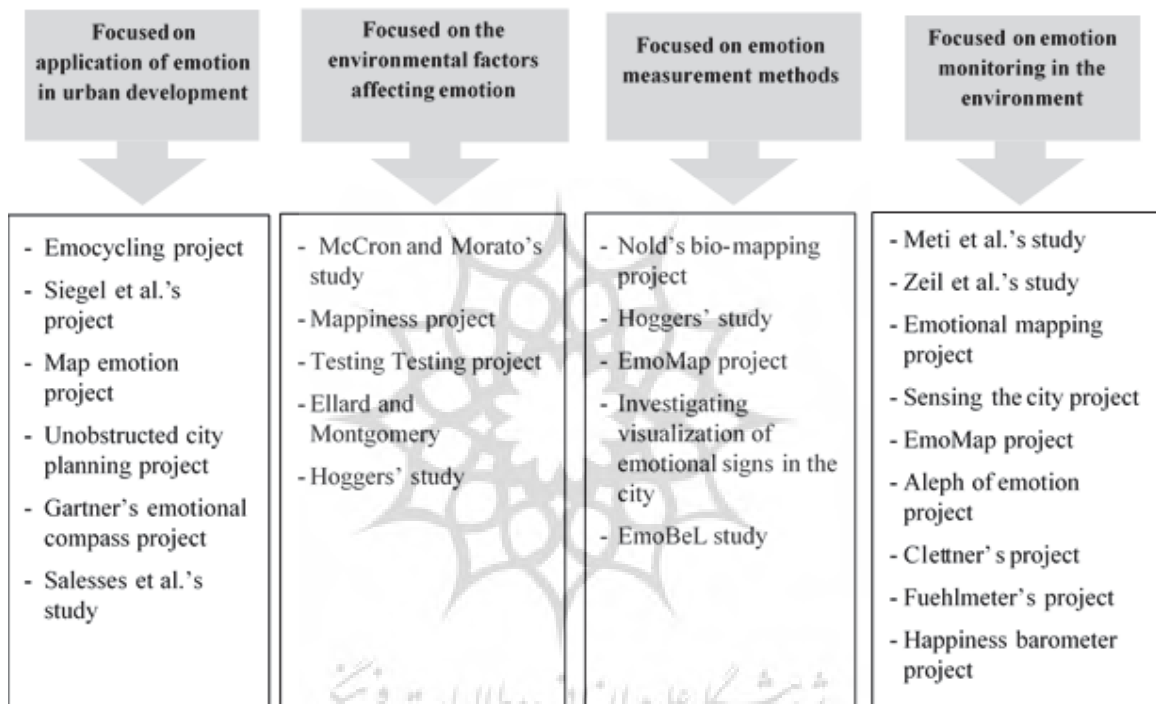 Focused on
application of emotion
in urban development
Focused on the
environmental factors
affecting emotion
Focused on emotion
measurement methods
Focused on emotion
monitoring in the
environment
- Emocycling project
- Siegel et al.'s
project
- Map emotion
project
- Unobstructed city
planning project
- Gartner's emotional
compass project
- Salesses et al.'s
study
- McCron and Morato's
study
- Mappiness project
- Testing Testing project
- Ellard and
Montgomery
- Hoggers' study
- Nold's bio-mapping
project
- Hoggers' study
- EmoMap project
- Investigating
visualization of
emotional signs in the
city
- EmoBeL study
- Meti et al.'s study
- Zeil et al.'s study
- Emotional mapping
project
- Sensing the city project
- EmoMap project
- Aleph of emotion
project
- Clettner's project
- Fuehlmeter's project
- Happiness barometer
project